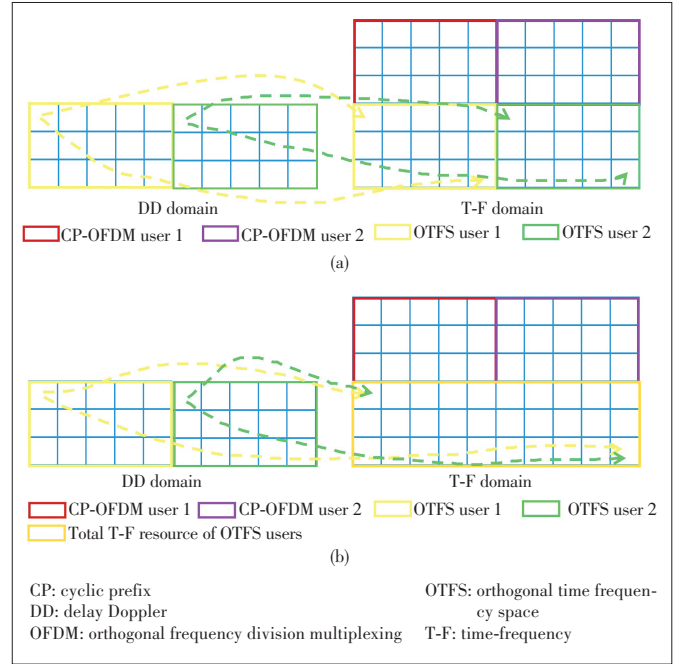 DD domain T-F domain
CP-OFDM user 1 CP-OFDM user 2 OTFS user 1 OTFS user 2
(a)
DD domain T-F domain
CP-OFDM user 1 CP-OFDM user 2 OTFS user 1 OTFS user 2
Total T-F resource of OTFS users
(b)
CP: cyclic prefix
DD: delay Doppler
OFDM: orthogonal frequency division multiplexing
OTFS: orthogonal time frequen-
cy space
T-F: time-frequency